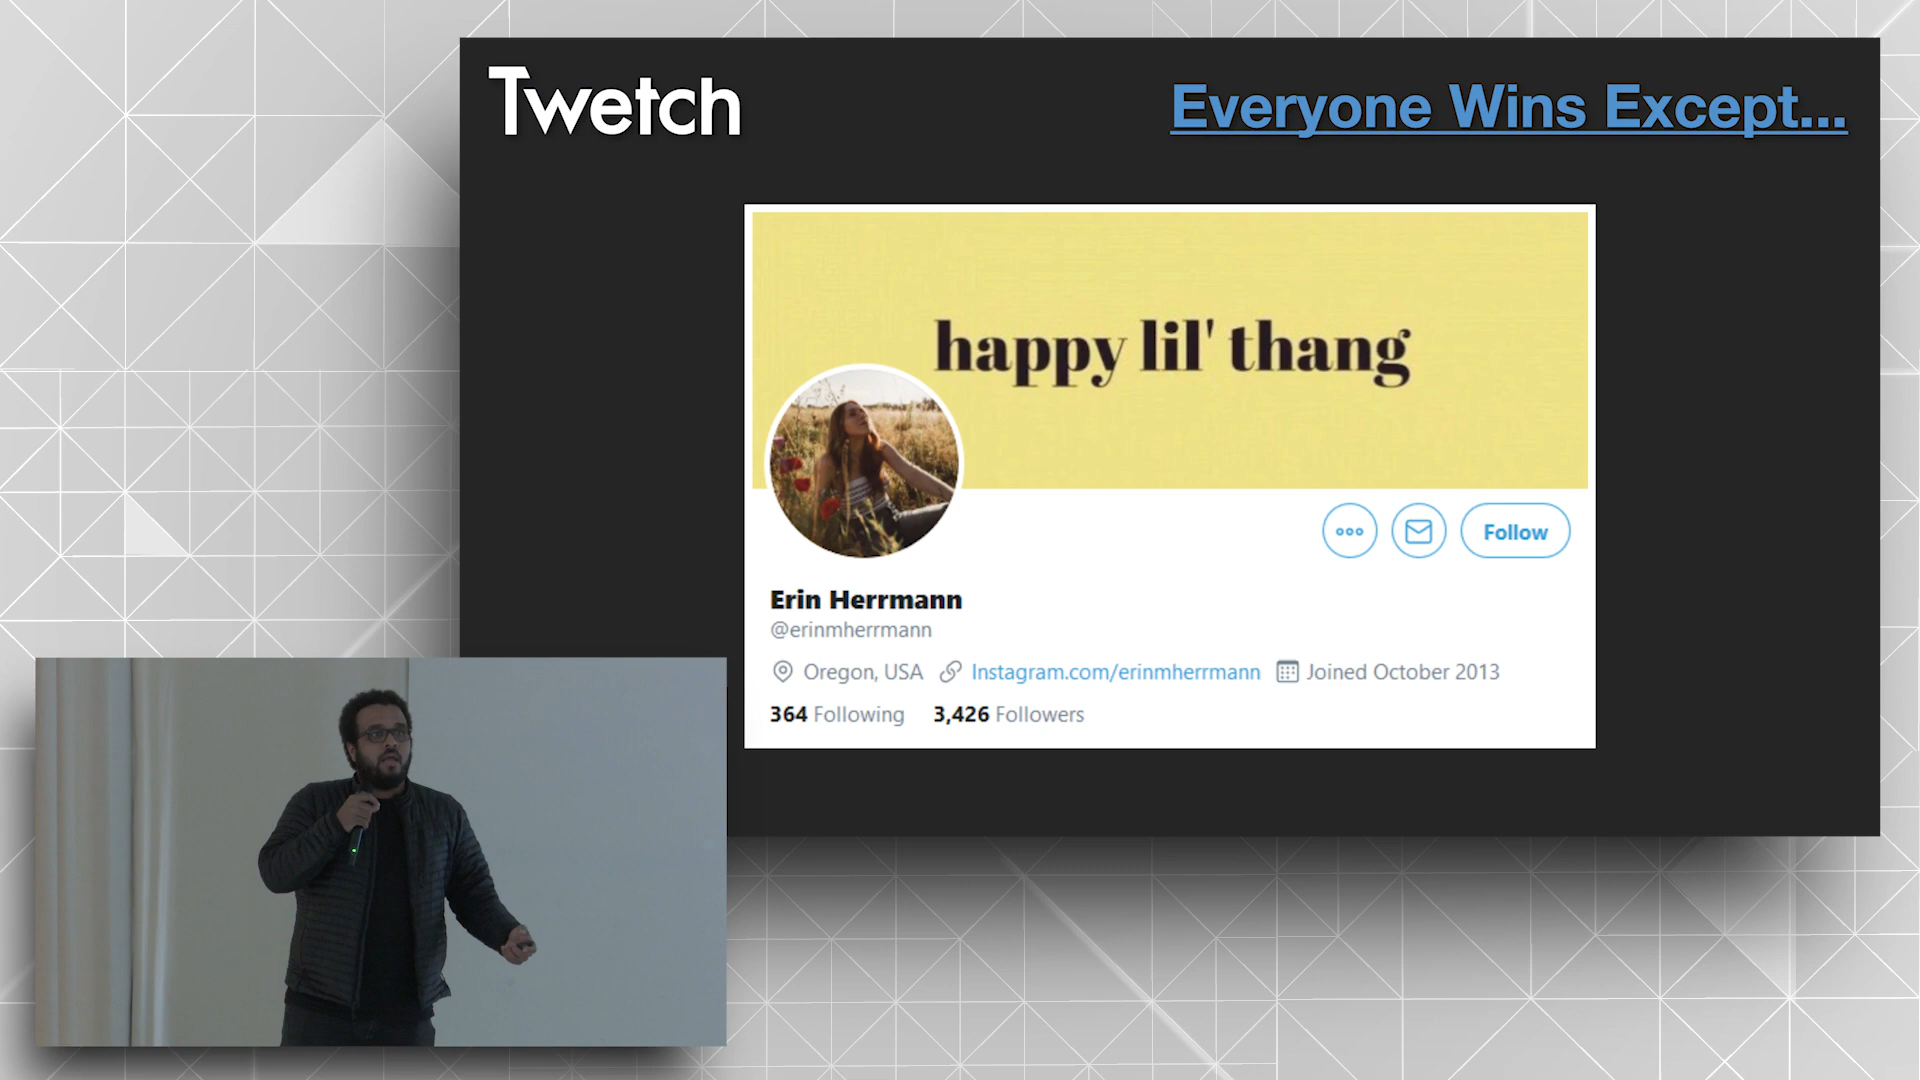 Twetch
Everyone Wins Except...
happy lil' thang
Follow
Erin Herrmann
@erinmherrmann
Oregon, USA Instagram.com/erinmherrmann Joined October 2013
364 Following 3,426 Followers